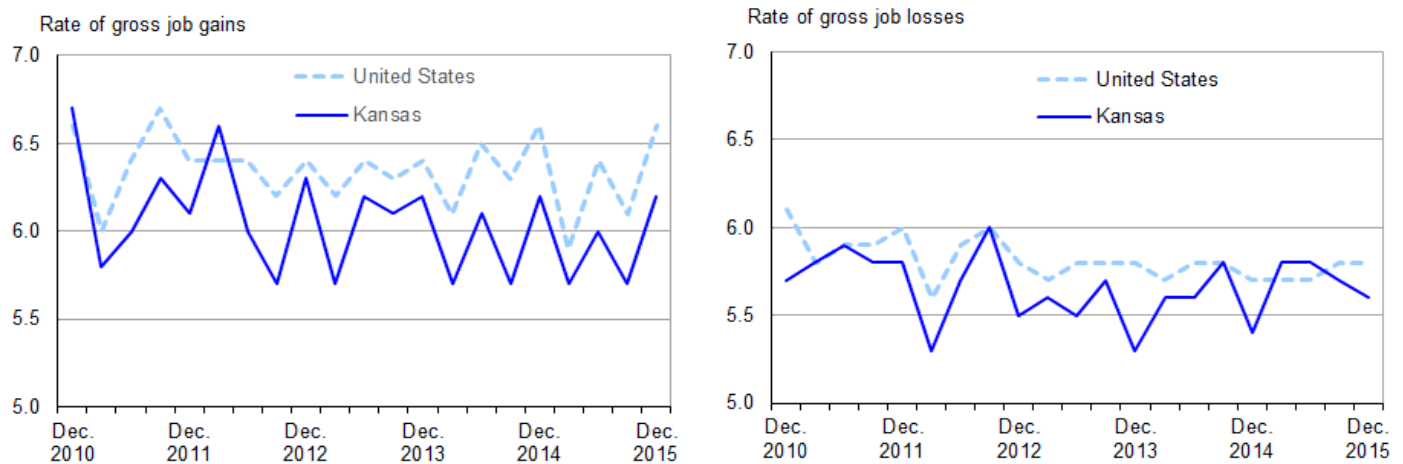 Rate of gross job gains
7.0
6.5
6.0
5.5
5.0
United States
Kansas
Dec. Dec. Dec. Dec. Dec. Dec.
2010 2011 2012 2013 2014 2015
Rate of gross job losses
7.0
6.5
6.0
5.5
5.0
United States
Kansas
Dec. Dec. Dec. Dec. Dec. Dec.
2010 2011 2012 2013 2014 2015